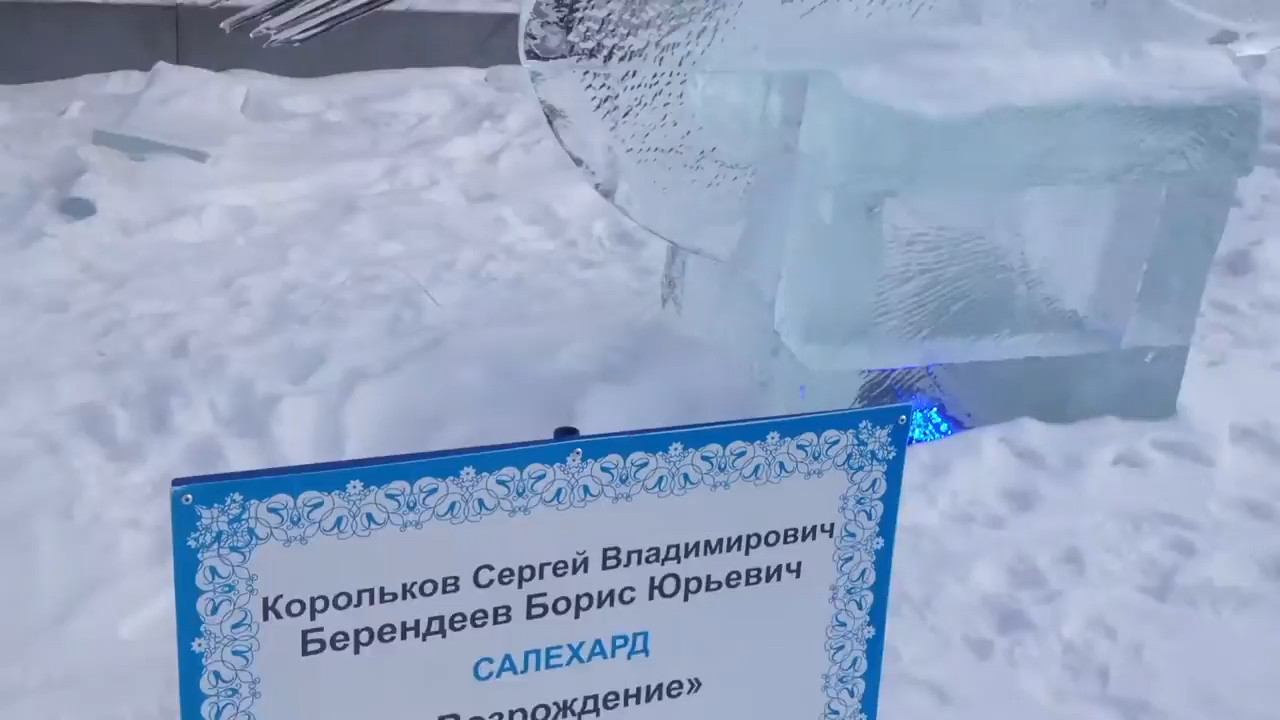 Корольков Сергей Владимирович
Берендеев Борис Юрьевич
САЛЕХАРД
Возрождение»